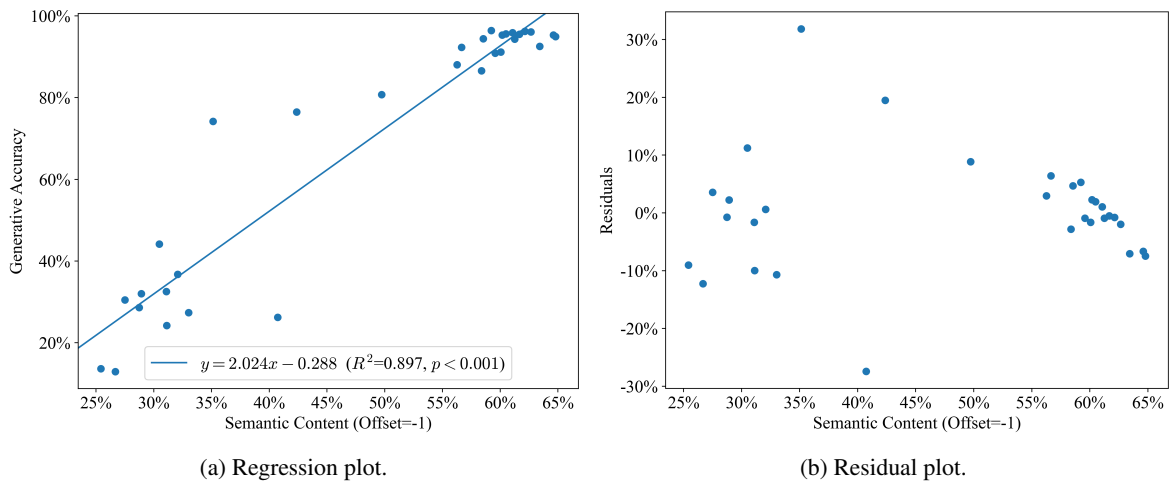 100%
80%
60%
40%
20%
Generative Accuracy
y = 2.024x − 0.288 (R²=0.897, p < 0.001)
25% 30% 35% 40% 45% 50% 55% 60% 65%
Semantic Content (Offset=-1)
(a) Regression plot.
30%
20%
10%
0%
-10%
-20%
-30%
Residuals
25% 30% 35% 40% 45% 50% 55% 60% 65%
Semantic Content (Offset=-1)
(b) Residual plot.